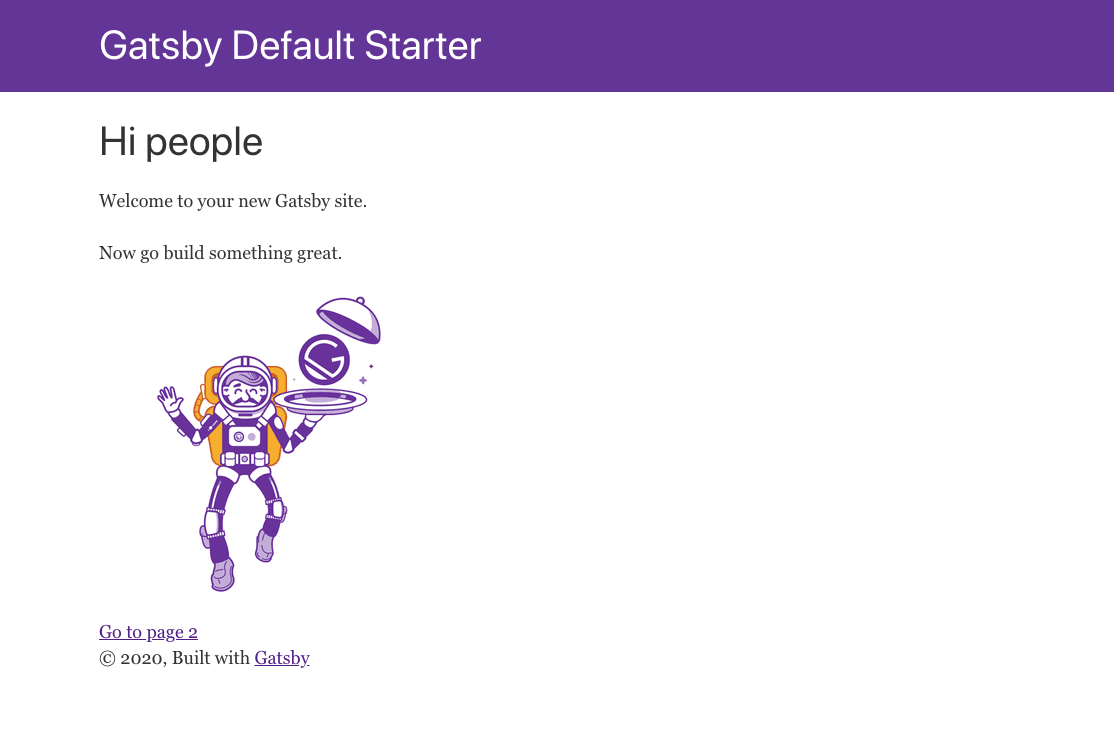 Gatsby Default Starter
Hi people
Welcome to your new Gatsby site.
Now go build something great.
Go to page 2
© 2020, Built with Gatsby